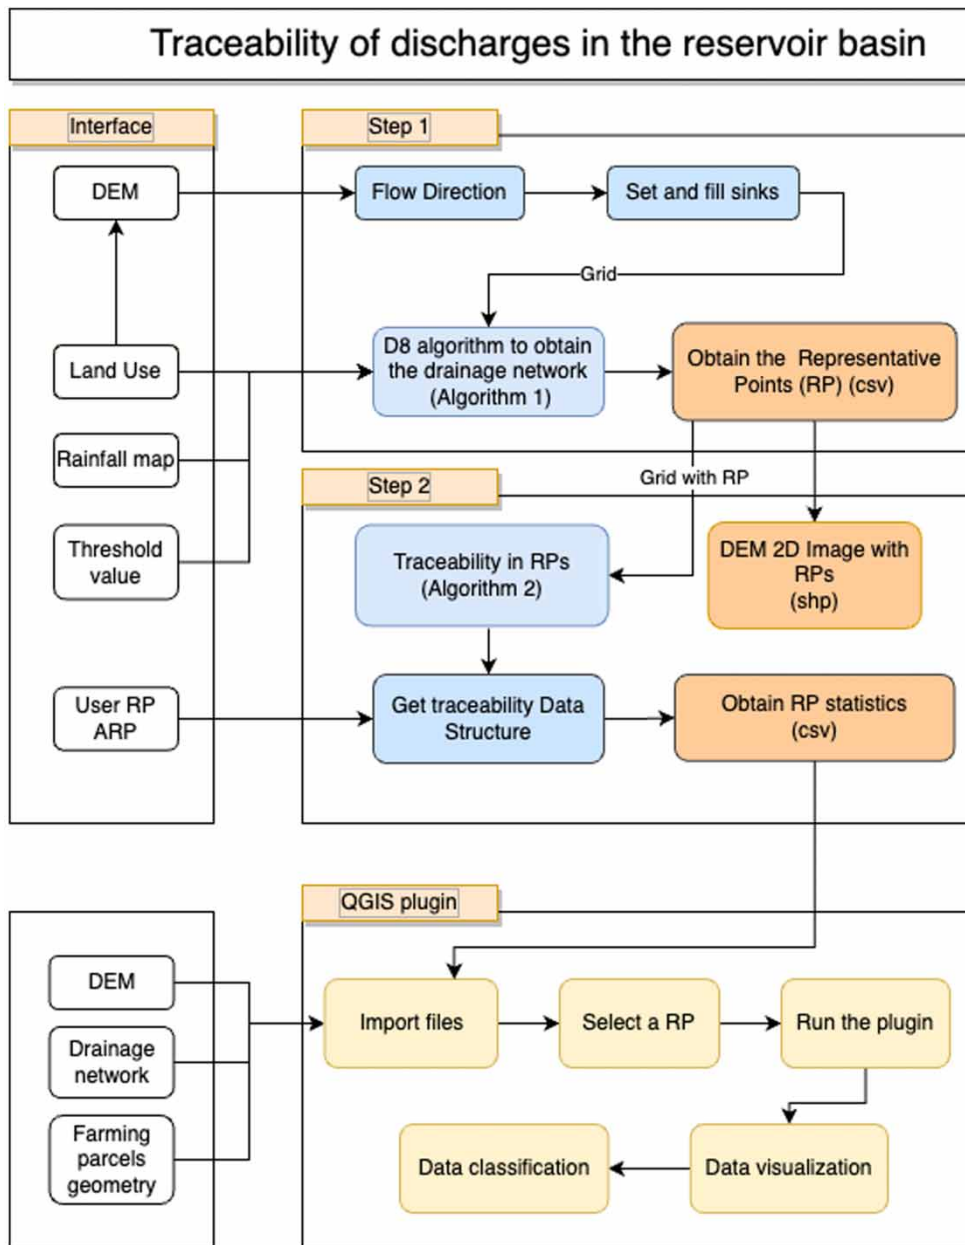 Traceability of discharges in the reservoir basin
Interface
DEM
Land Use
Rainfall map
Threshold
value
User RP
ARP
Step 1
Flow Direction
Set and fill sinks
Grid
D8 algorithm to obtain
the drainage network
(Algorithm 1)
Obtain the Representative
Points (RP) (csv)
Grid with RP
Step 2
Traceability in RPs
(Algorithm 2)
DEM 2D Image with
RPs
(shp)
Get traceability Data
Structure
Obtain RP statistics
(csv)
DEM
Drainage
network
Farming
parcels
geometry
QGIS plugin
Import files
Select a RP
Run the plugin
Data classification
Data visualization